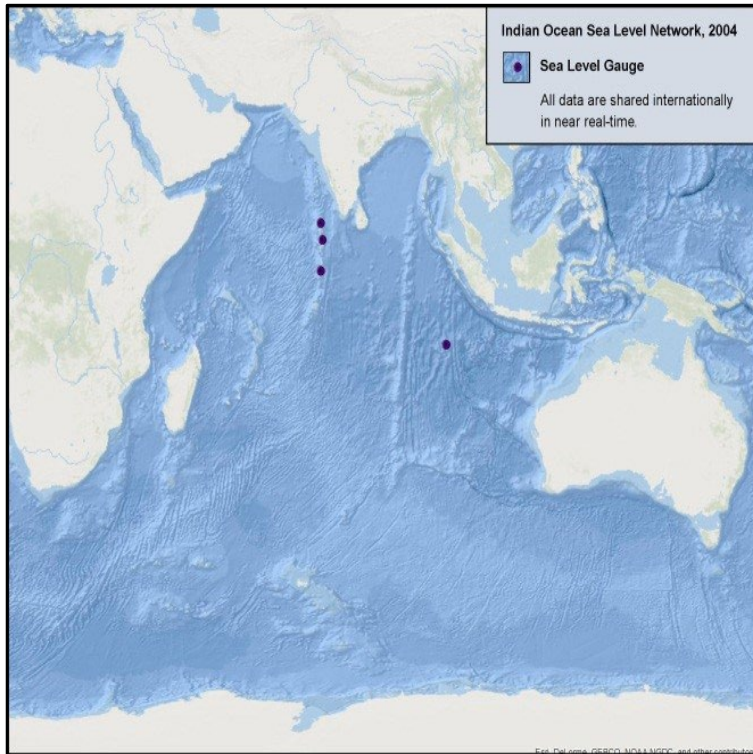 Indian Ocean Sea Level Network, 2004
Sea Level Gauge
All data are shared internationally
in near real-time.
Esri, DeLorme, GEBCO, NOAA NGDC, and other contributors